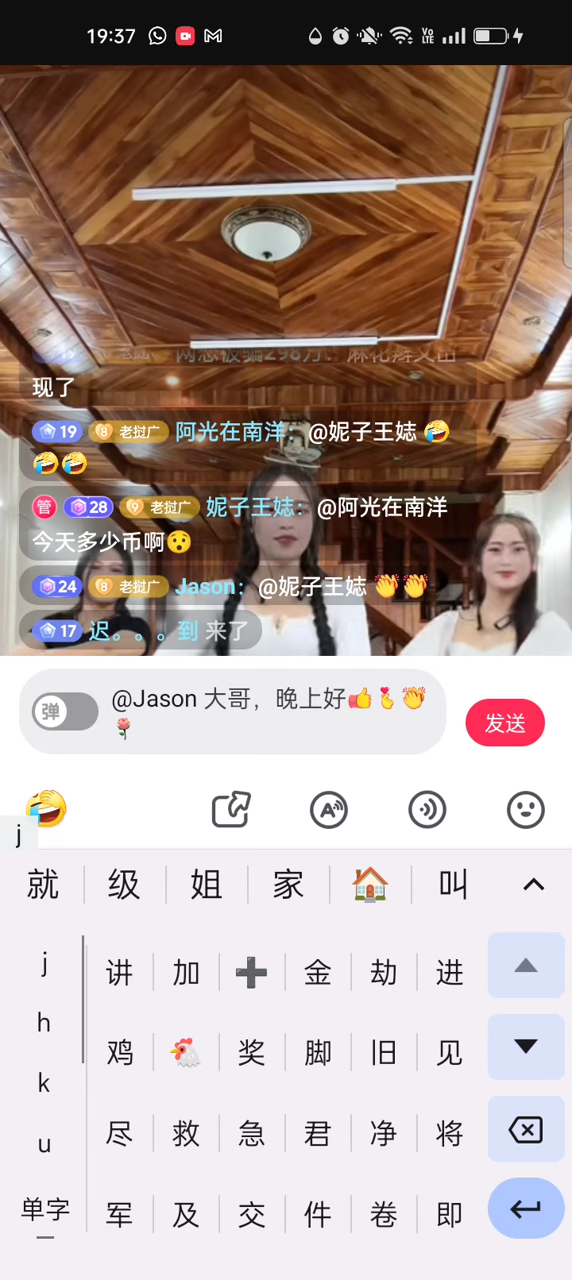 19:37
Vo LTE
现了
19 8 老挝广 阿光在南洋：@妮子王婊 🤣
🤣🤣
管 28 9 老挝广 妮子王婊：@阿光在南洋
今天多少币啊😯
24 8 老挝广 Jason：@妮子王婊 👏👏
17 迟。。。到 来了
弹 @Jason 大哥，晚上好👍🫰👏
🌹
发送
j
就 级 姐 家 🏠 叫
j 讲 加 ➕ 金 劫 进
h
鸡 🐔 奖 脚 旧 见
k
尽 救 急 君 净 将
u
单字 军 及 交 件 卷 即